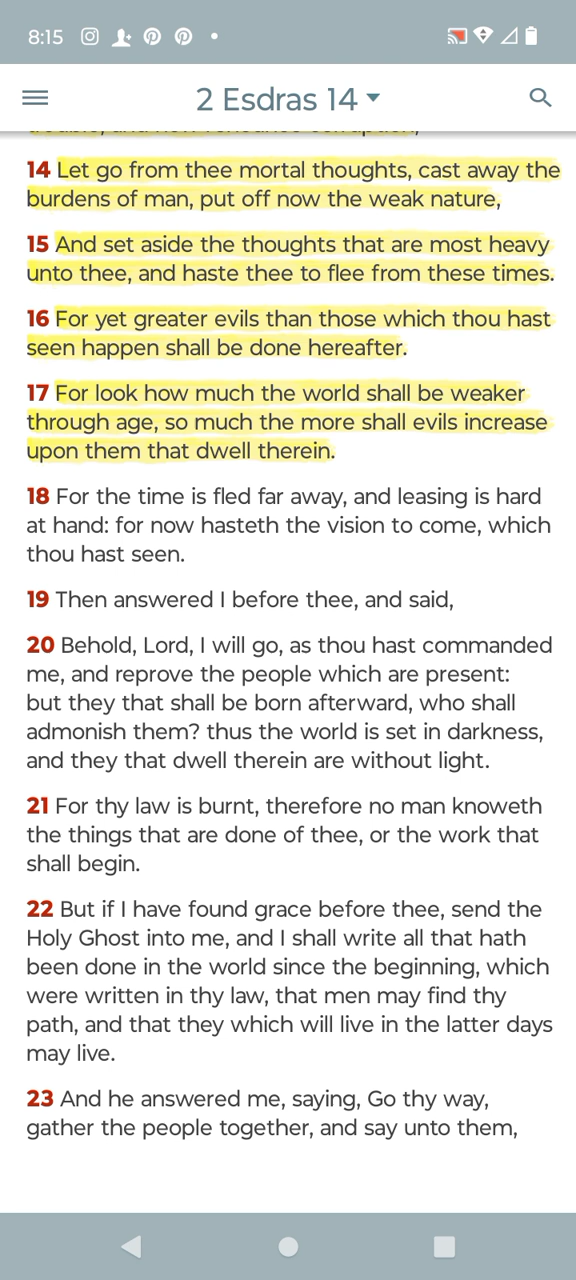 8:15
2 Esdras 14
trouble, and now renounce corruption,
14 Let go from thee mortal thoughts, cast away the
burdens of man, put off now the weak nature,
15 And set aside the thoughts that are most heavy
unto thee, and haste thee to flee from these times.
16 For yet greater evils than those which thou hast
seen happen shall be done hereafter.
17 For look how much the world shall be weaker
through age, so much the more shall evils increase
upon them that dwell therein.
18 For the time is fled far away, and leasing is hard
at hand: for now hasteth the vision to come, which
thou hast seen.
19 Then answered I before thee, and said,
20 Behold, Lord, I will go, as thou hast commanded
me, and reprove the people which are present:
but they that shall be born afterward, who shall
admonish them? thus the world is set in darkness,
and they that dwell therein are without light.
21 For thy law is burnt, therefore no man knoweth
the things that are done of thee, or the work that
shall begin.
22 But if I have found grace before thee, send the
Holy Ghost into me, and I shall write all that hath
been done in the world since the beginning, which
were written in thy law, that men may find thy
path, and that they which will live in the latter days
may live.
23 And he answered me, saying, Go thy way,
gather the people together, and say unto them,